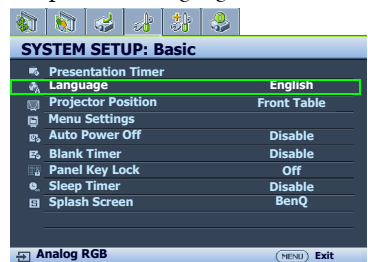 SYSTEM SETUP: Basic
Presentation Timer
Language English
Projector Position Front Table
Menu Settings
Auto Power Off Disable
Blank Timer Disable
Panel Key Lock Off
Sleep Timer Disable
Splash Screen BenQ
Analog RGB MENU Exit